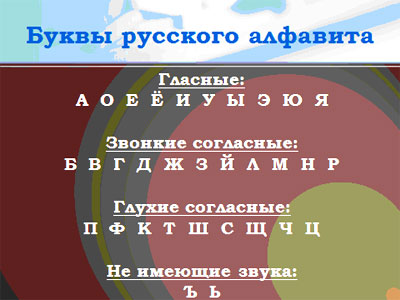 Буквы русского алфавита
Гласные:
А О Е Ё И У Ы Э Ю Я
Звонкие согласные:
Б В Г Д Ж З Й Л М Н Р
Глухие согласные:
П Ф К Т Ш С Щ Ч Ц
Не имеющие звука:
Ъ Ь